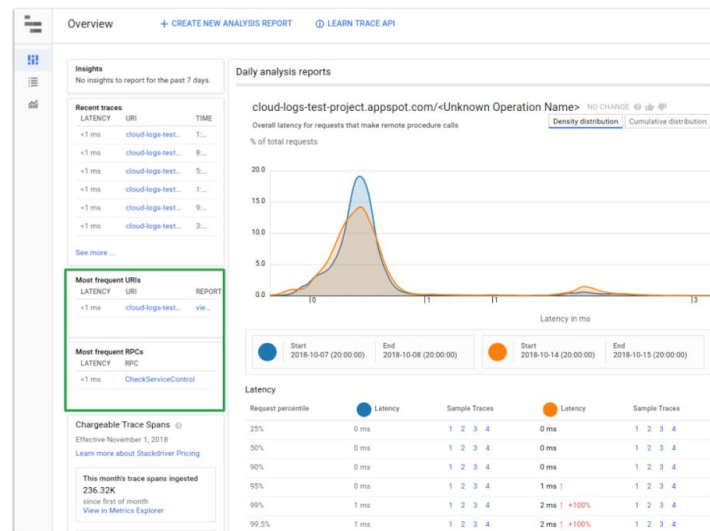 Overview
+ CREATE NEW ANALYSIS REPORT
LEARN TRACE API
Insights
No insights to report for the past 7 days.
Recent traces
LATENCY URI TIME
<1 ms cloud-logs-test... 1:...
<1 ms cloud-logs-test... 8:...
<1 ms cloud-logs-test... 5:...
<1 ms cloud-logs-test... 1:...
<1 ms cloud-logs-test... 9:...
<1 ms cloud-logs-test... 3:...
See more ...
Most frequent URIs
LATENCY URI REPORT
<1 ms cloud-logs-test... vie...
Most frequent RPCs
LATENCY RPC
<1 ms CheckServiceControl
Chargeable Trace Spans
Effective November 1, 2018
Learn more about Stackdriver Pricing
This month's trace spans ingested
236.32K
since first of month
View in Metrics Explorer
Daily analysis reports
cloud-logs-test-project.appspot.com/<Unknown Operation Name> NO CHANGE
Overall latency for requests that make remote procedure calls
Density distribution Cumulative distribution
% of total requests
20.0
15.0
10.0
5.0
0.0
0 1 1 3
Latency in ms
Start End
2018-10-07 (20:00:00) 2018-10-08 (20:00:00)
Start End
2018-10-14 (20:00:00) 2018-10-15 (20:00:00)
Latency
Request percentile Latency Sample Traces Latency Sample Traces
25% 0 ms 1 2 3 4 0 ms 1 2 3 4
50% 0 ms 1 2 3 4 0 ms 1 2 3 4
90% 0 ms 1 2 3 4 0 ms 1 2 3 4
95% 0 ms 1 2 3 4 1 ms ↑ 1 2 3 4
99% 1 ms 1 2 3 4 2 ms ↑ +100% 1 2 3 4
99.5% 1 ms 1 2 3 4 2 ms ↑ +100% 1 2 3 4